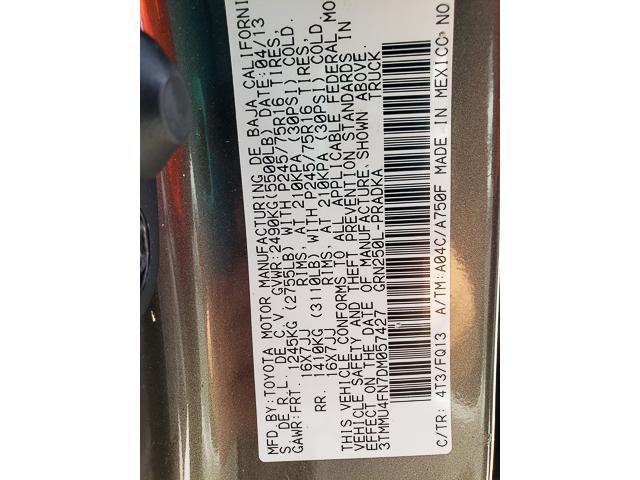 MFD.BY:TOYOTA MOTOR MANUFACTURING DE BAJA CALIFORNI
S. DE R.L. DE C.V. GVWR:2490KG(5500LB) DATE:04/13
GAWR:FRT. 1245KG (2755LB) WITH P245/75R16 TIRES,
16X7JJ RIMS, AT 210KPA (30PSI) COLD.
RR. 1410KG (3110LB) WITH P245/75R16 TIRES,
16X7JJ RIMS, AT 210KPA (30PSI) COLD.
THIS VEHICLE CONFORMS TO ALL APPLICABLE FEDERAL MO
VEHICLE SAFETY AND THEFT PREVENTION STANDARDS IN
EFFECT ON THE DATE OF MANUFACTURE SHOWN ABOVE.
3TMMU4FN7DM057427 GRN250L-PRADKA TRUCK
C/TR: 4T3/FQ13 A/TM:A04C/A750F MADE IN MEXICO NO